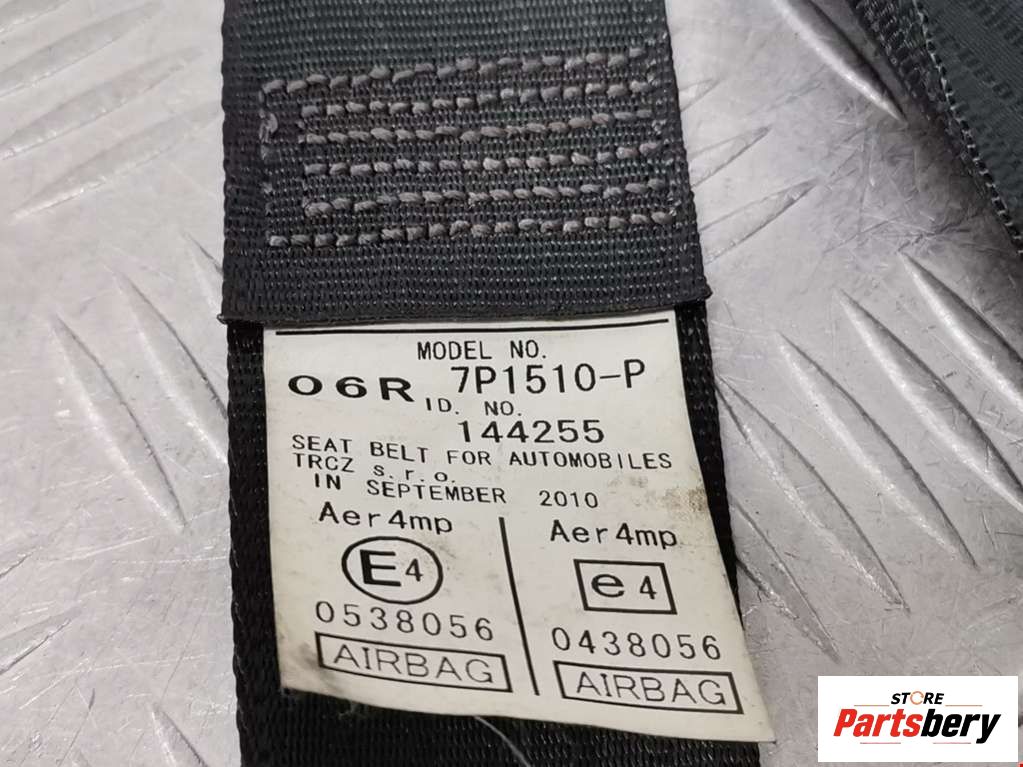 MODEL NO.
06R 7P1510-P
ID. NO.
144255
SEAT BELT FOR AUTOMOBILES
TRCZ s.r.o.
IN SEPTEMBER 2010
Aer4mp
E4
0538056
AIRBAG
Aer4mp
e4
0438056
AIRBAG
STORE
Partsbery